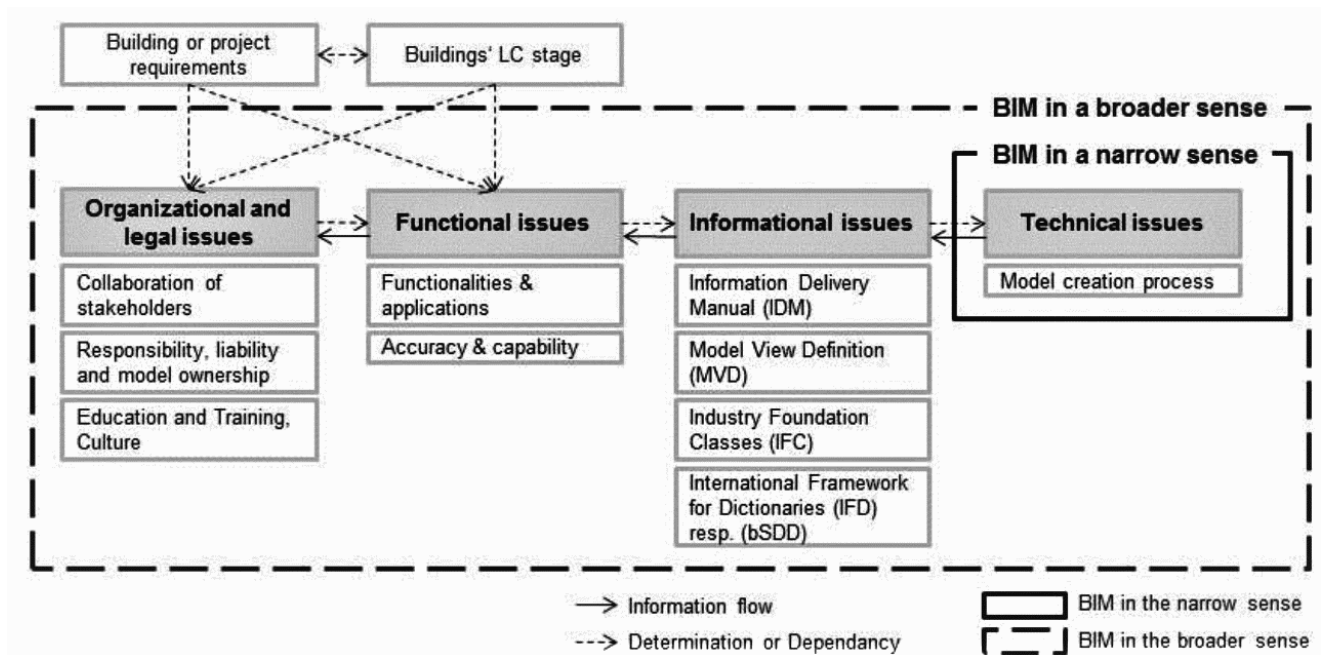 Building or project
requirements
Buildings' LC stage
BIM in a broader sense
BIM in a narrow sense
Organizational and
legal issues
Functional issues
Informational issues
Technical issues
Collaboration of
stakeholders
Responsibility, liability
and model ownership
Education and Training,
Culture
Functionalities &
applications
Accuracy & capability
Information Delivery
Manual (IDM)
Model View Definition
(MVD)
Industry Foundation
Classes (IFC)
International Framework
for Dictionaries (IFD)
resp. (bSDD)
Model creation process
Information flow
Determination or Dependancy
BIM in the narrow sense
BIM in the broader sense